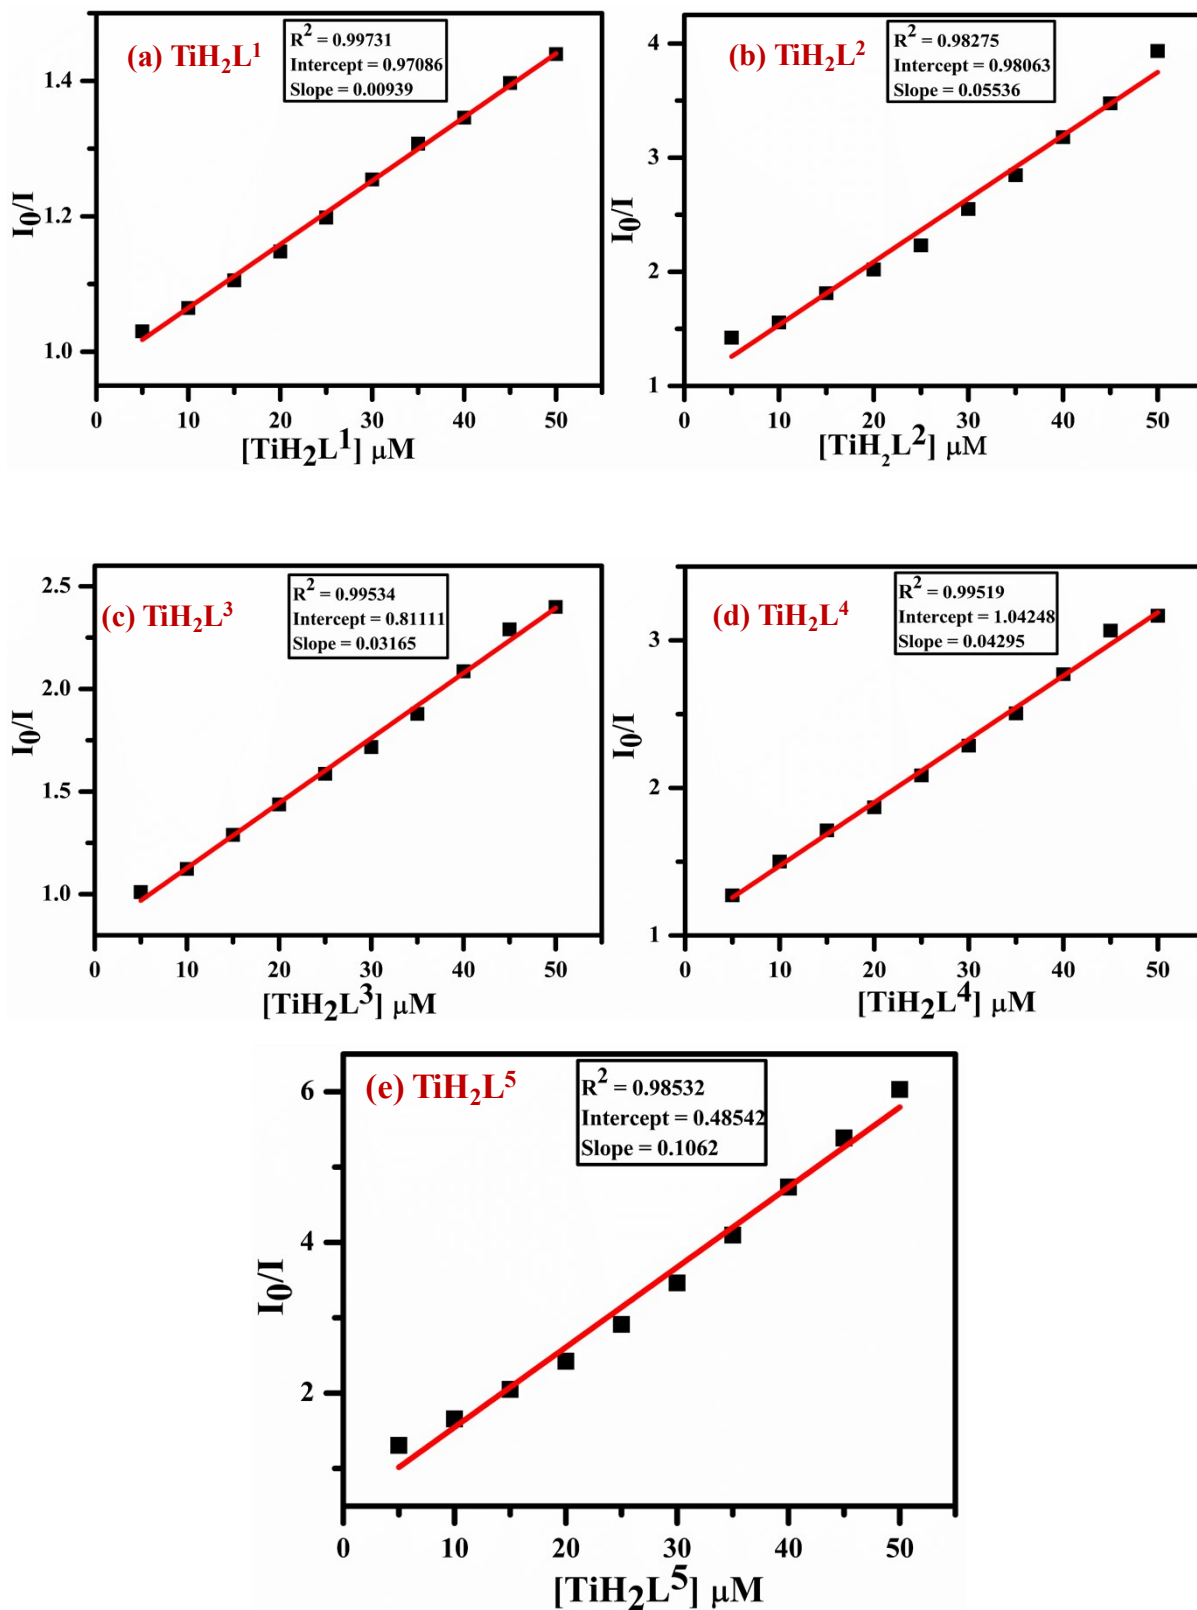 (a) TiH₂L¹
R² = 0.99731
Intercept = 0.97086
Slope = 0.00939
1.4
1.2
1.0
I₀/I
0 10 20 30 40 50
[TiH₂L¹] μM
(b) TiH₂L²
R² = 0.98275
Intercept = 0.98063
Slope = 0.05536
4
3
2
1
I₀/I
0 10 20 30 40 50
[TiH₂L²] μM
(c) TiH₂L³
R² = 0.99534
Intercept = 0.81111
Slope = 0.03165
2.5
2.0
1.5
1.0
I₀/I
0 10 20 30 40 50
[TiH₂L³] μM
(d) TiH₂L⁴
R² = 0.99519
Intercept = 1.04248
Slope = 0.04295
3
2
1
I₀/I
0 10 20 30 40 50
[TiH₂L⁴] μM
(e) TiH₂L⁵
R² = 0.98532
Intercept = 0.48542
Slope = 0.1062
6
4
2
I₀/I
0 10 20 30 40 50
[TiH₂L⁵] μM